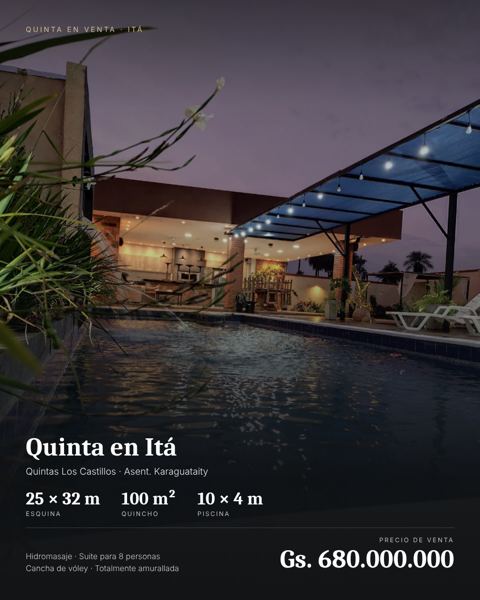 QUINTA EN VENTA · ITÁ
Quinta en Itá
Quintas Los Castillos · Asent. Karaguataity
25 × 32 m 100 m² 10 × 4 m
ESQUINA QUINCHO PISCINA
PRECIO DE VENTA
Gs. 680.000.000
Hidromasaje · Suite para 8 personas
Cancha de vóley · Totalmente amurallada